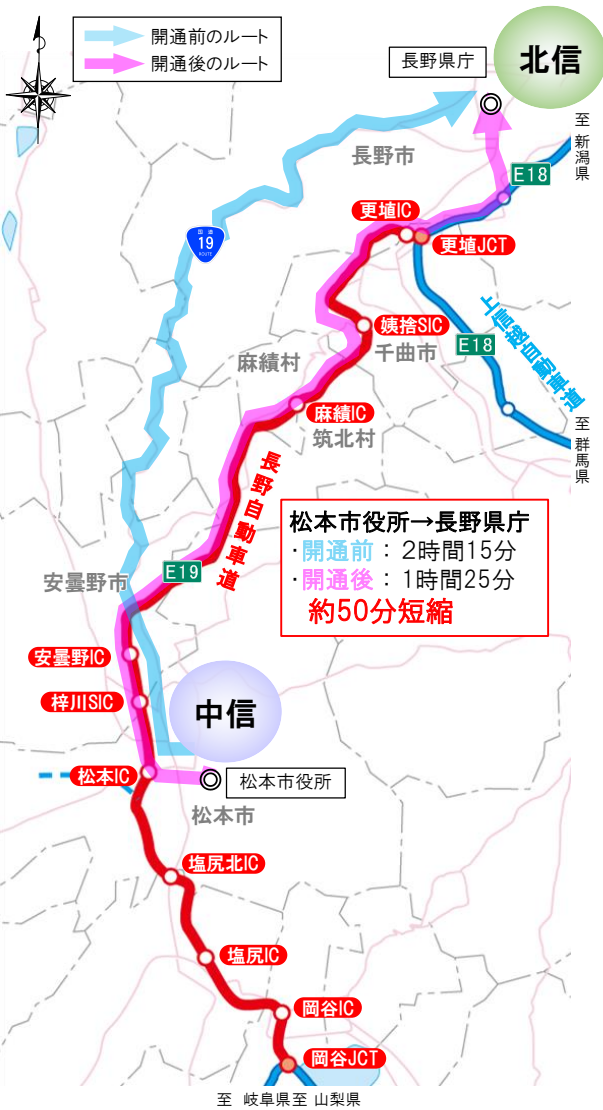 開通前のルート
開通後のルート
長野県庁
北信
至 新潟県
長野市
E18
更埴IC
更埴JCT
国道
19
ROUTE
上信越自動車道
姨捨SIC
E18
千曲市
麻績村
麻績IC
筑北村
至 群馬県
長野自動車道
松本市役所→長野県庁
・開通前：2時間15分
・開通後：1時間25分
約50分短縮
E19
安曇野市
安曇野IC
梓川SIC
中信
松本IC
松本市役所
松本市
塩尻北IC
塩尻IC
岡谷IC
岡谷JCT
至 岐阜県
至 山梨県